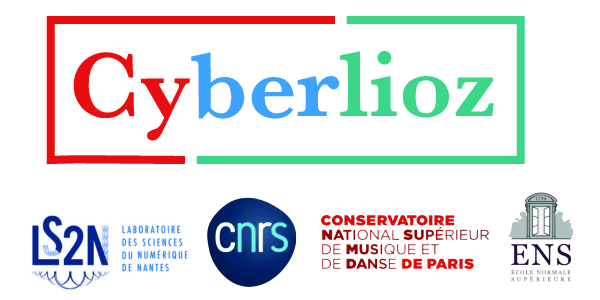 Cyberlioz
LS2N
LABORATOIRE
DES SCIENCES
DU NUMÉRIQUE
DE NANTES
cnrs
CONSERVATOIRE
NATIONAL SUPÉRIEUR
DE MUSIQUE ET
DE DANSE DE PARIS
1794
ENS
ÉCOLE NORMALE
SUPÉRIEURE